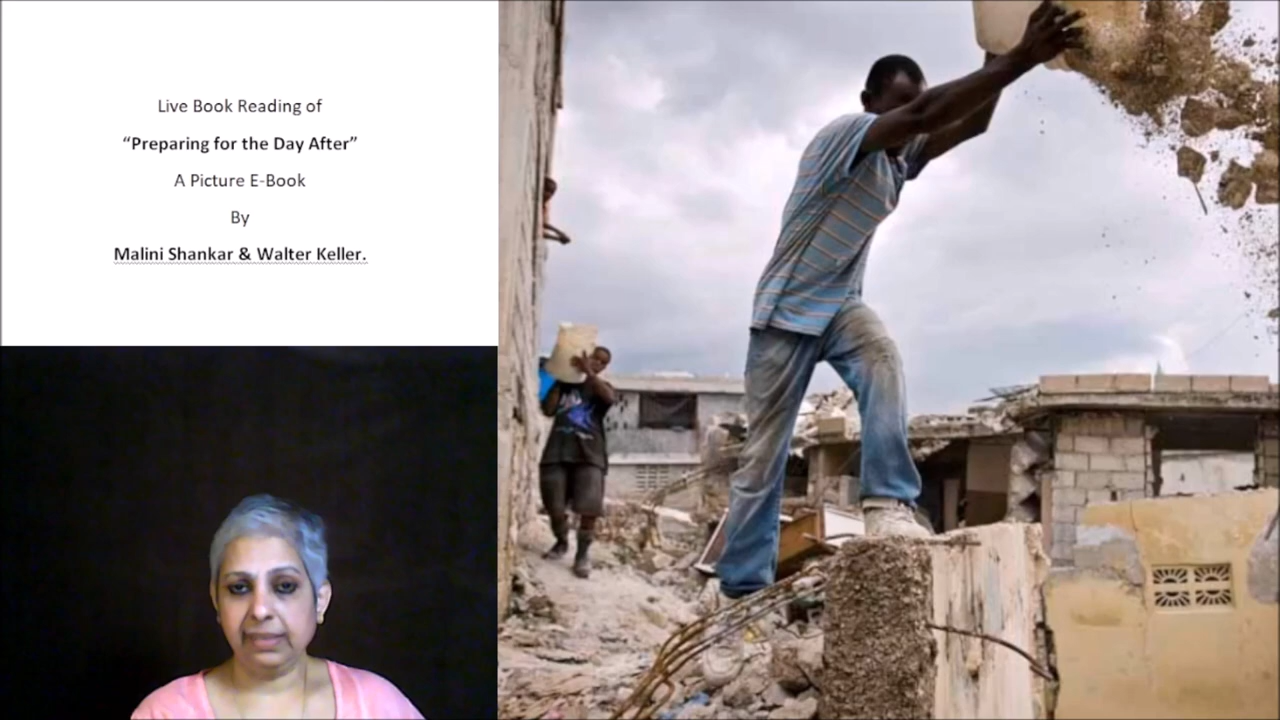 Live Book Reading of
“Preparing for the Day After”
A Picture E-Book
By
Malini Shankar & Walter Keller.